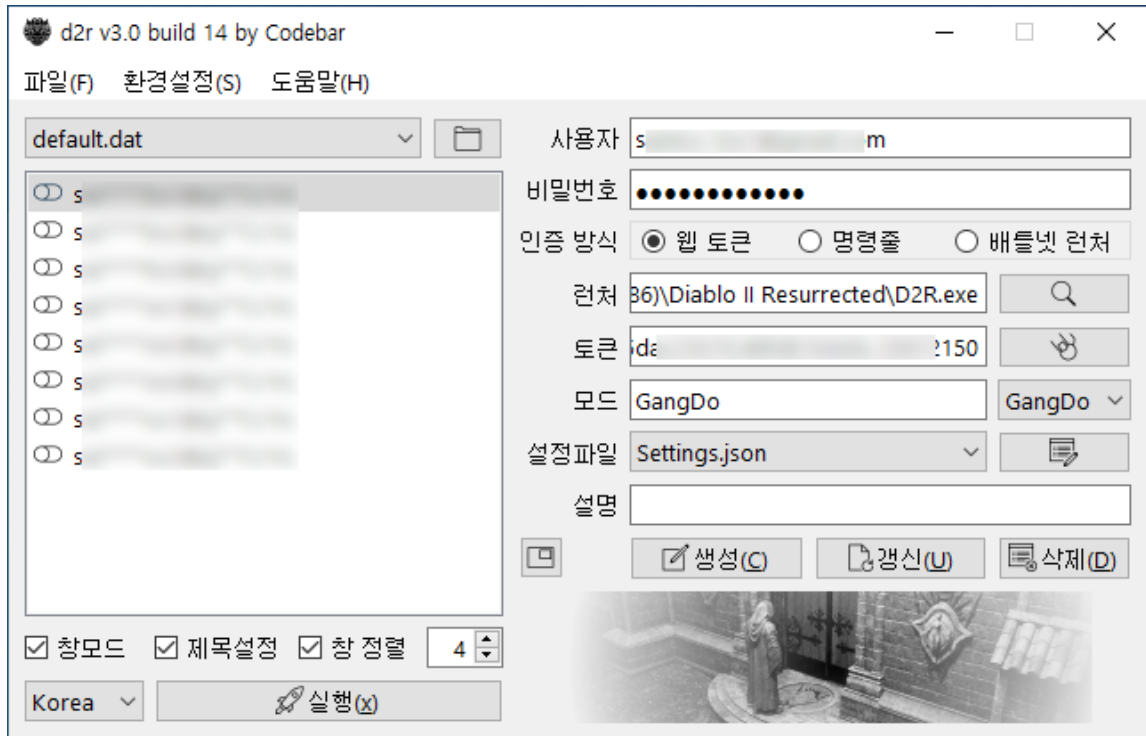 d2r v3.0 build 14 by Codebar
파일(F) 환경설정(S) 도움말(H)
default.dat
s
s
s
s
s
s
s
s
창모드 제목설정 창 정렬 4
Korea 실행(x)
사용자 s m
비밀번호 ●●●●●●●●●●●●
인증 방식 웹 토큰 명령줄 배틀넷 런처
런처 86)\Diablo II Resurrected\D2R.exe
토큰 da 2150
모드 GangDo GangDo
설정파일 Settings.json
설명
생성(C) 갱신(U) 삭제(D)